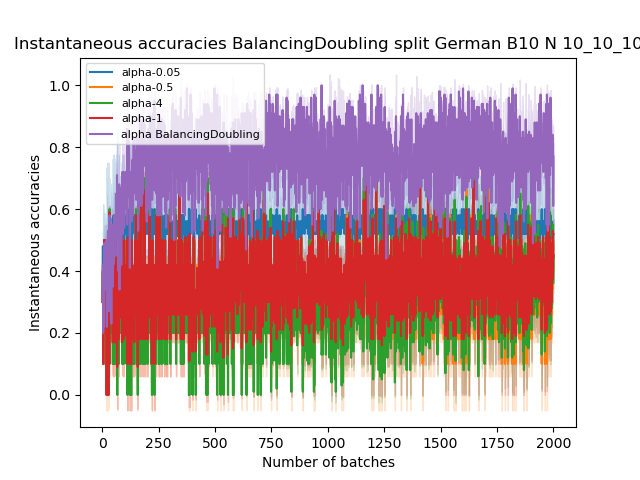 Instantaneous accuracies BalancingDoubling split German B10 N 10_10_10
alpha-0.05
alpha-0.5
alpha-4
alpha-1
alpha BalancingDoubling
1.0
0.8
0.6
0.4
0.2
0.0
Instantaneous accuracies
0 250 500 750 1000 1250 1500 1750 2000
Number of batches